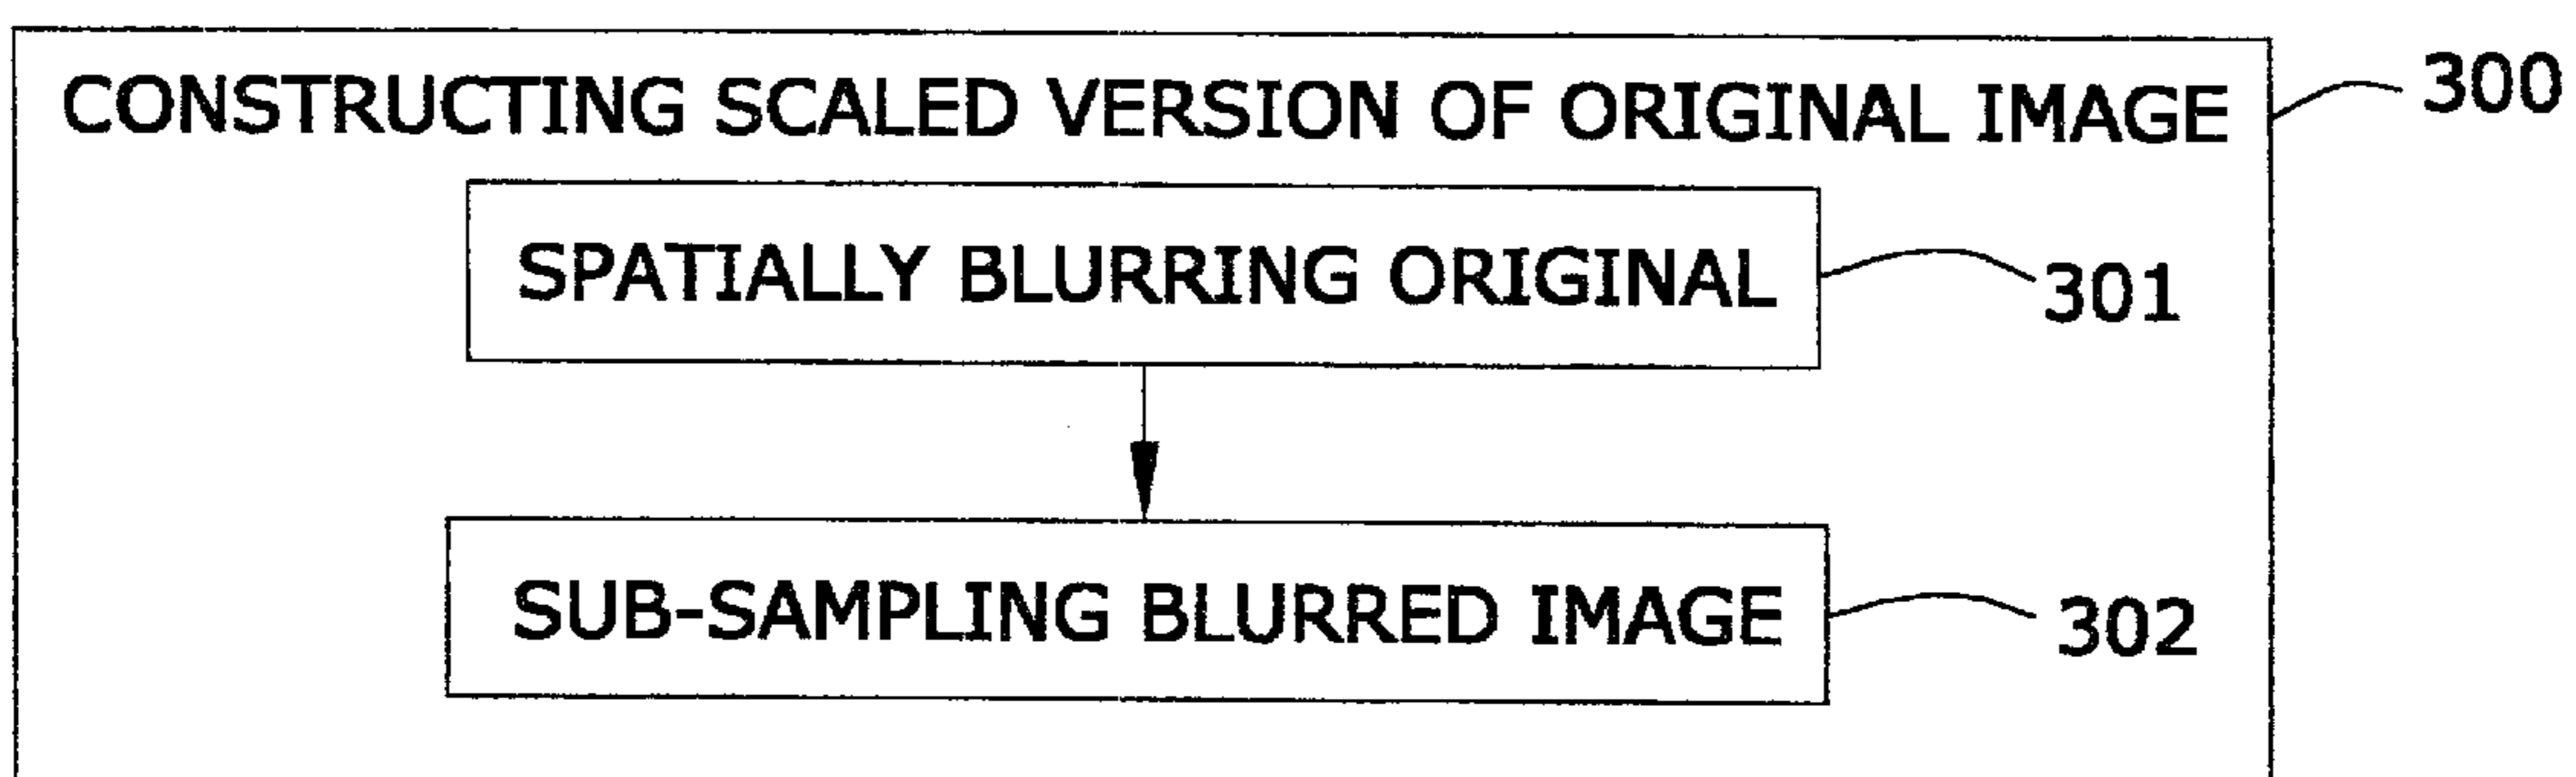 CONSTRUCTING SCALED VERSION OF ORIGINAL IMAGE 300
SPATIALLY BLURRING ORIGINAL 301
SUB-SAMPLING BLURRED IMAGE 302